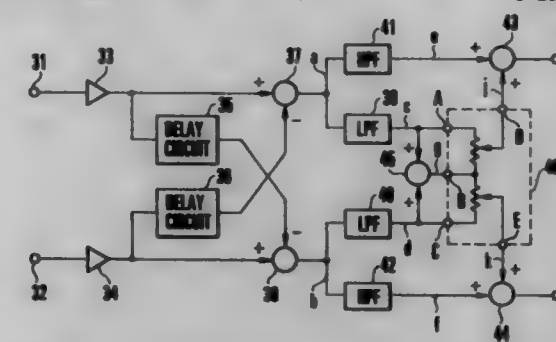 41
43
31
33
37
a
HPF
e
+
+
+
35
39
A
i
DELAY
CIRCUIT
−
LPF
c
+
D
45
g
B
36
40
+
DELAY
CIRCUIT
−
LPF
d
C
E
42
k
+
+
+
32
34
38
b
HPF
f
44